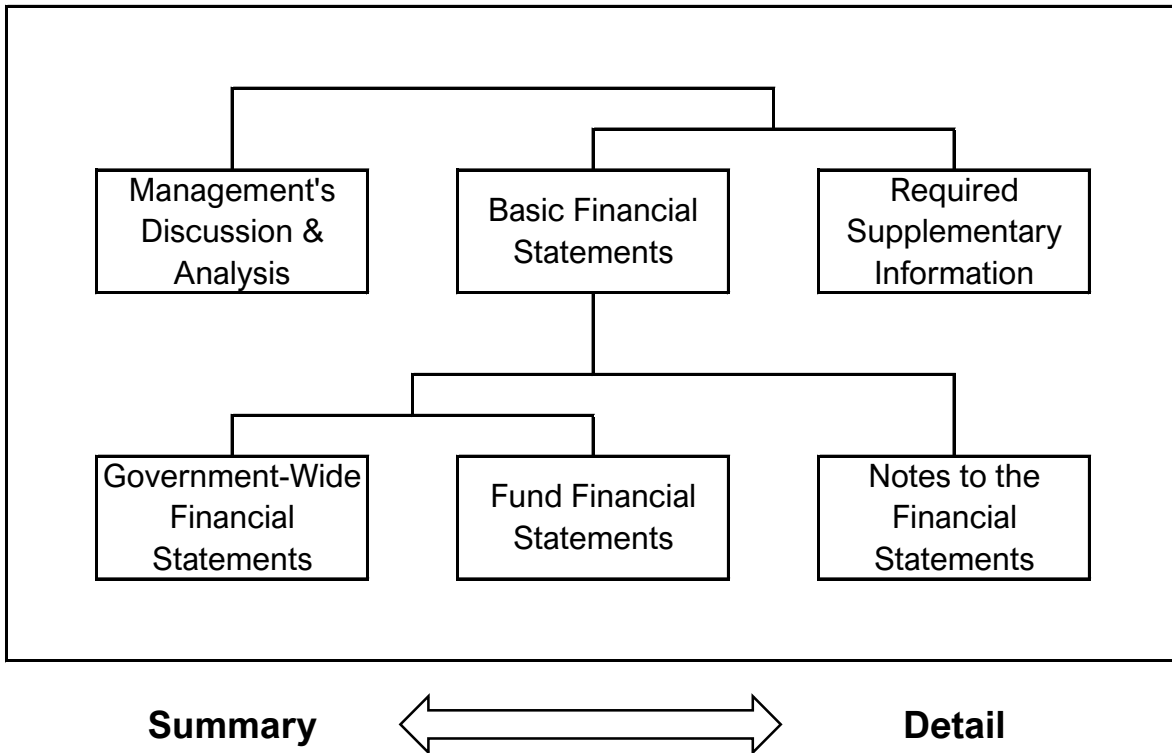 Management's
Discussion &
Analysis
Basic Financial
Statements
Required
Supplementary
Information
Government-Wide
Financial
Statements
Fund Financial
Statements
Notes to the
Financial
Statements
Summary
Detail